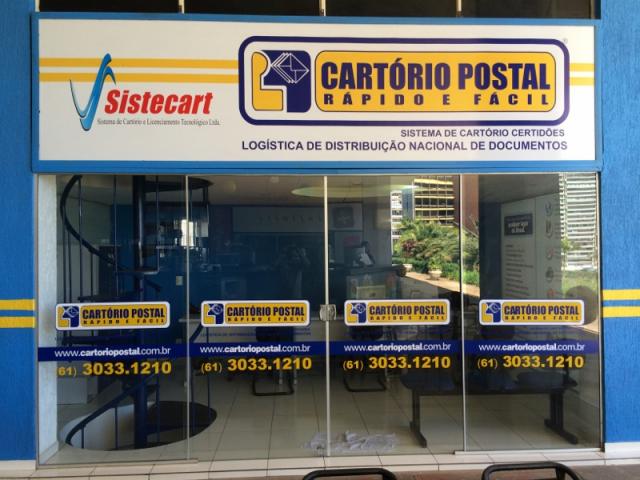 Sistecart
Sistema de Cartório e Licenciamento Tecnológico Ltda.
CARTÓRIO POSTAL
RÁPIDO E FÁCIL
SISTEMA DE CARTÓRIO CERTIDÕES
LOGÍSTICA DE DISTRIBUIÇÃO NACIONAL DE DOCUMENTOS
CARTÓRIO POSTAL
RÁPIDO E FÁCIL
www.cartoriopostal.com.br
(61) 3033.1210
CARTÓRIO POSTAL
RÁPIDO E FÁCIL
www.cartoriopostal.com.br
(61) 3033.1210
CARTÓRIO POSTAL
RÁPIDO E FÁCIL
www.cartoriopostal.com.br
(61) 3033.1210
CARTÓRIO POSTAL
RÁPIDO E FÁCIL
www.cartoriopostal.com.br
(61) 3033.1210